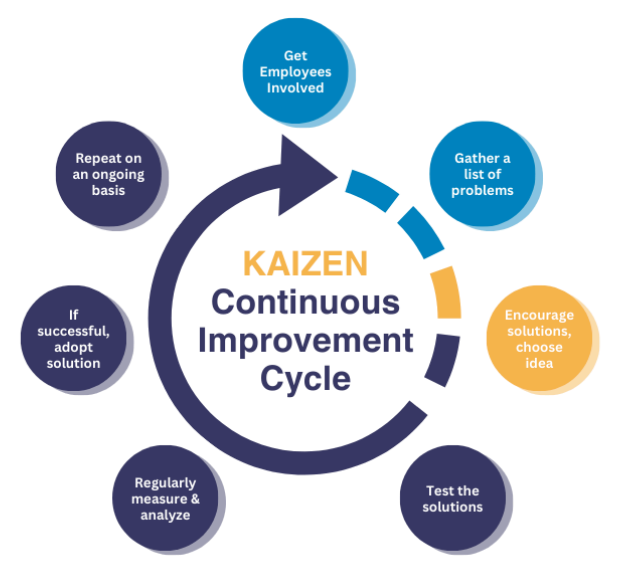 Get
Employees
Involved
Gather a
list of
problems
Encourage
solutions,
choose
idea
Test the
solutions
Regularly
measure &
analyze
If
successful,
adopt
solution
Repeat on
an ongoing
basis
KAIZEN
Continuous
Improvement
Cycle